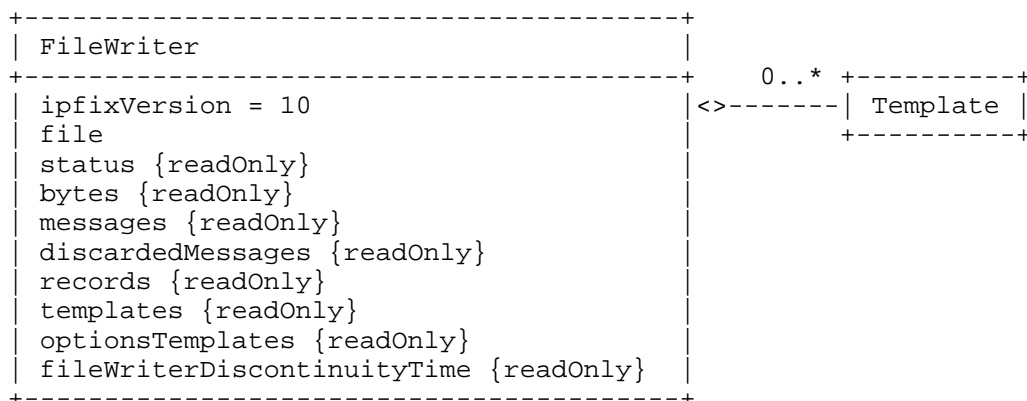 +------------------------------------------+
| FileWriter                               |
+------------------------------------------+    0..* +----------+
| ipfixVersion = 10                        |<>-------| Template |
| file                                     |         +----------+
| status {readOnly}                        |
| bytes {readOnly}                         |
| messages {readOnly}                      |
| discardedMessages {readOnly}             |
| records {readOnly}                       |
| templates {readOnly}                     |
| optionsTemplates {readOnly}              |
| fileWriterDiscontinuityTime {readOnly}   |
+------------------------------------------+